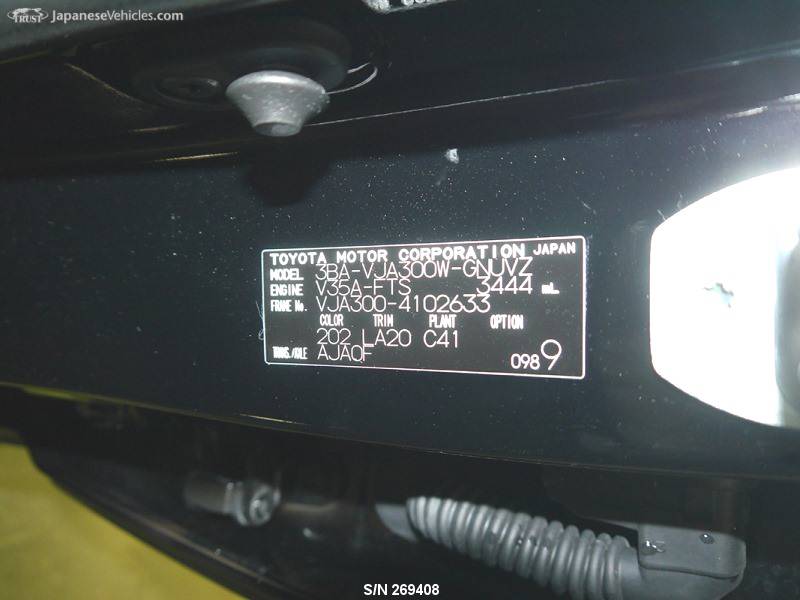 TRUST JapaneseVehicles.com
TOYOTA MOTOR CORPORATION JAPAN
MODEL 3BA-VJA300W-GNUVZ
ENGINE V35A-FTS 3444 mL
FRAME No. VJA300-4102633
COLOR TRIM PLANT OPTION
202 LA20 C41
TRANS./AXLE AJA0F
098 9
S/N 269408